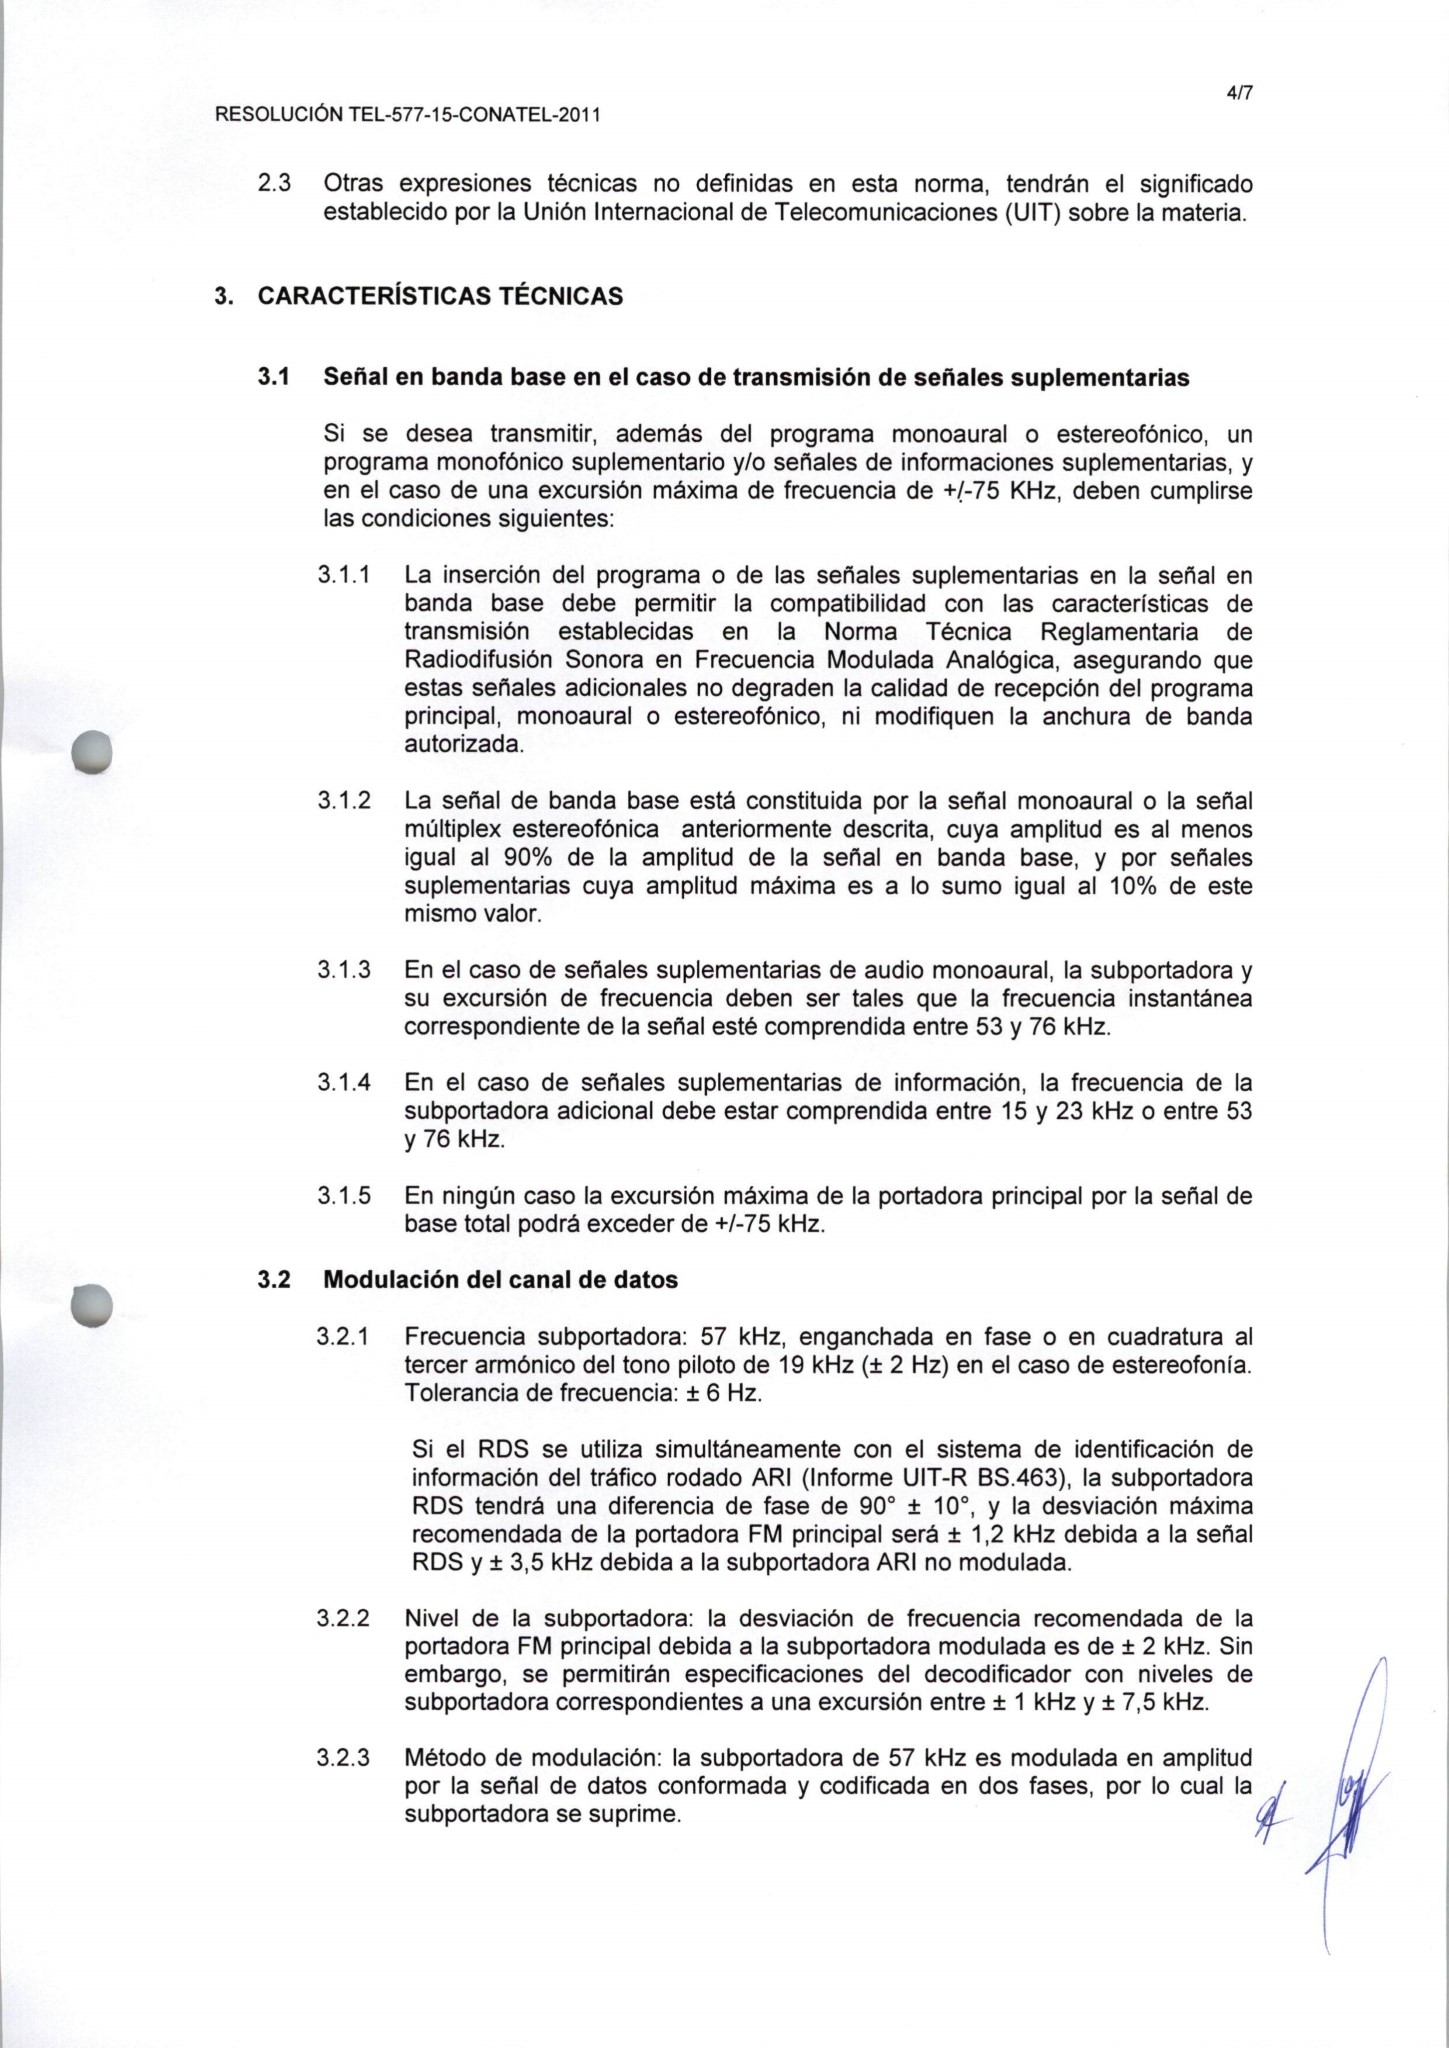 4/7
RESOLUCIÓN TEL-577-15-CONATEL-2011
2.3 Otras expresiones técnicas no definidas en esta norma, tendrán el significado
establecido por la Unión Internacional de Telecomunicaciones (UIT) sobre la materia.
3. CARACTERÍSTICAS TÉCNICAS
3.1 Señal en banda base en el caso de transmisión de señales suplementarias
Si se desea transmitir, además del programa monoaural o estereofónico, un
programa monofónico suplementario y/o señales de informaciones suplementarias, y
en el caso de una excursión máxima de frecuencia de +/-75 KHz, deben cumplirse
las condiciones siguientes:
3.1.1 La inserción del programa o de las señales suplementarias en la señal en
banda base debe permitir la compatibilidad con las características de
transmisión establecidas en la Norma Técnica Reglamentaria de
Radiodifusión Sonora en Frecuencia Modulada Analógica, asegurando que
estas señales adicionales no degraden la calidad de recepción del programa
principal, monoaural o estereofónico, ni modifiquen la anchura de banda
autorizada.
3.1.2 La señal de banda base está constituida por la señal monoaural o la señal
múltiplex estereofónica anteriormente descrita, cuya amplitud es al menos
igual al 90% de la amplitud de la señal en banda base, y por señales
suplementarias cuya amplitud máxima es a lo sumo igual al 10% de este
mismo valor.
3.1.3 En el caso de señales suplementarias de audio monoaural, la subportadora y
su excursión de frecuencia deben ser tales que la frecuencia instantánea
correspondiente de la señal esté comprendida entre 53 y 76 kHz.
3.1.4 En el caso de señales suplementarias de información, la frecuencia de la
subportadora adicional debe estar comprendida entre 15 y 23 kHz o entre 53
y 76 kHz.
3.1.5 En ningún caso la excursión máxima de la portadora principal por la señal de
base total podrá exceder de +/-75 kHz.
3.2 Modulación del canal de datos
3.2.1 Frecuencia subportadora: 57 kHz, enganchada en fase o en cuadratura al
tercer armónico del tono piloto de 19 kHz (± 2 Hz) en el caso de estereofonía.
Tolerancia de frecuencia: ± 6 Hz.
Si el RDS se utiliza simultáneamente con el sistema de identificación de
información del tráfico rodado ARI (Informe UIT-R BS.463), la subportadora
RDS tendrá una diferencia de fase de 90° ± 10°, y la desviación máxima
recomendada de la portadora FM principal será ± 1,2 kHz debida a la señal
RDS y ± 3,5 kHz debida a la subportadora ARI no modulada.
3.2.2 Nivel de la subportadora: la desviación de frecuencia recomendada de la
portadora FM principal debida a la subportadora modulada es de ± 2 kHz. Sin
embargo, se permitirán especificaciones del decodificador con niveles de
subportadora correspondientes a una excursión entre ± 1 kHz y ± 7,5 kHz.
3.2.3 Método de modulación: la subportadora de 57 kHz es modulada en amplitud
por la señal de datos conformada y codificada en dos fases, por lo cual la
subportadora se suprime.